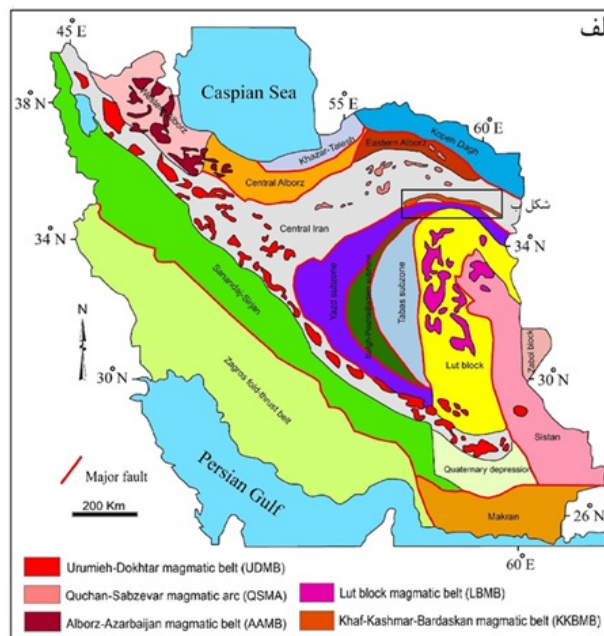 45 E
الف
38 N
Western Alborz
Caspian Sea
55 E
60 E
Kopeh Dagh
Khazar-Talesh
Eastern Alborz
Central Alborz
شکل ب
Central Iran
34 N
34 N
Sanandaj-Sirjan
Yazd subzone
Tabas subzone
N
Lut block
Zabol block
30 N
30 N
Zagros fold-thrust belt
Sistan
Major fault
Persian Gulf
Quaternary depression
200 Km
Makran
26 N
60 E
Urumieh-Dokhtar magmatic belt (UDMB)
Quchan-Sabzevar magmatic arc (QSMA)
Lut block magmatic belt (LBMB)
Alborz-Azarbaijan magmatic belt (AAMB)
Khaf-Kashmar-Bardaskan magmatic belt (KKBMB)